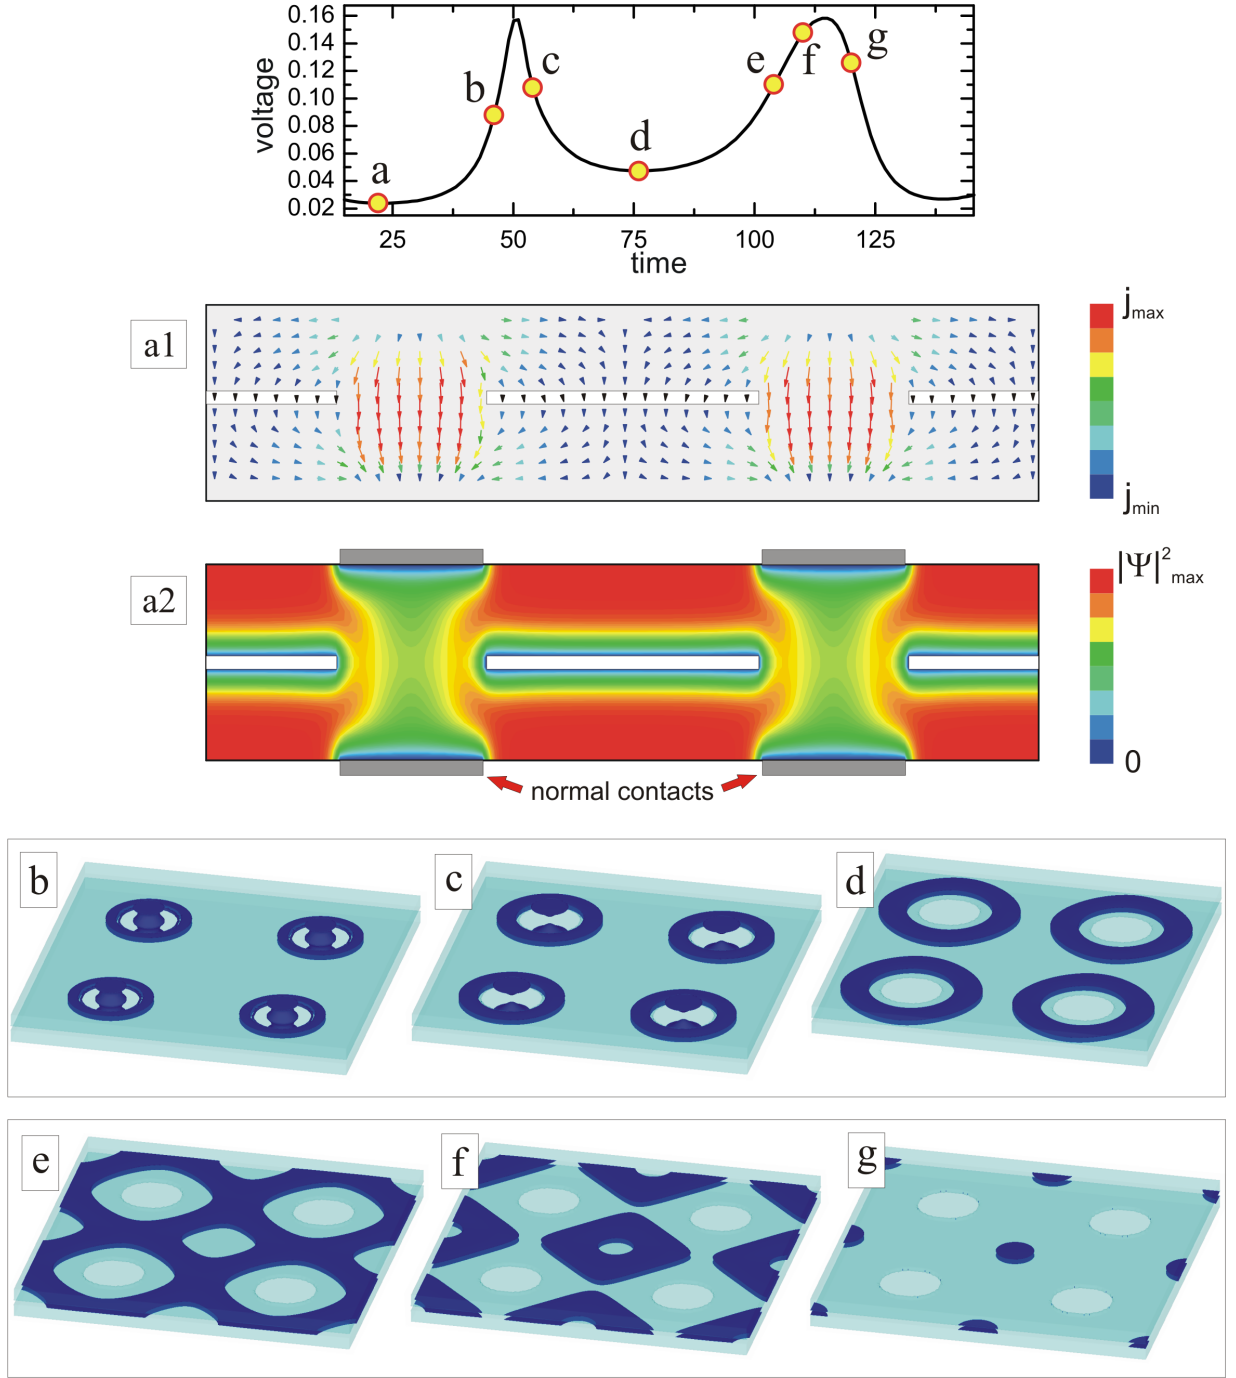 0.16
0.14
0.12
0.10
0.08
0.06
0.04
0.02
voltage
a
b
c
d
e
f
g
25
50
75
100
125
time
a1
jmax
jmin
a2
|Ψ|²max
0
normal contacts
b
c
d
e
f
g